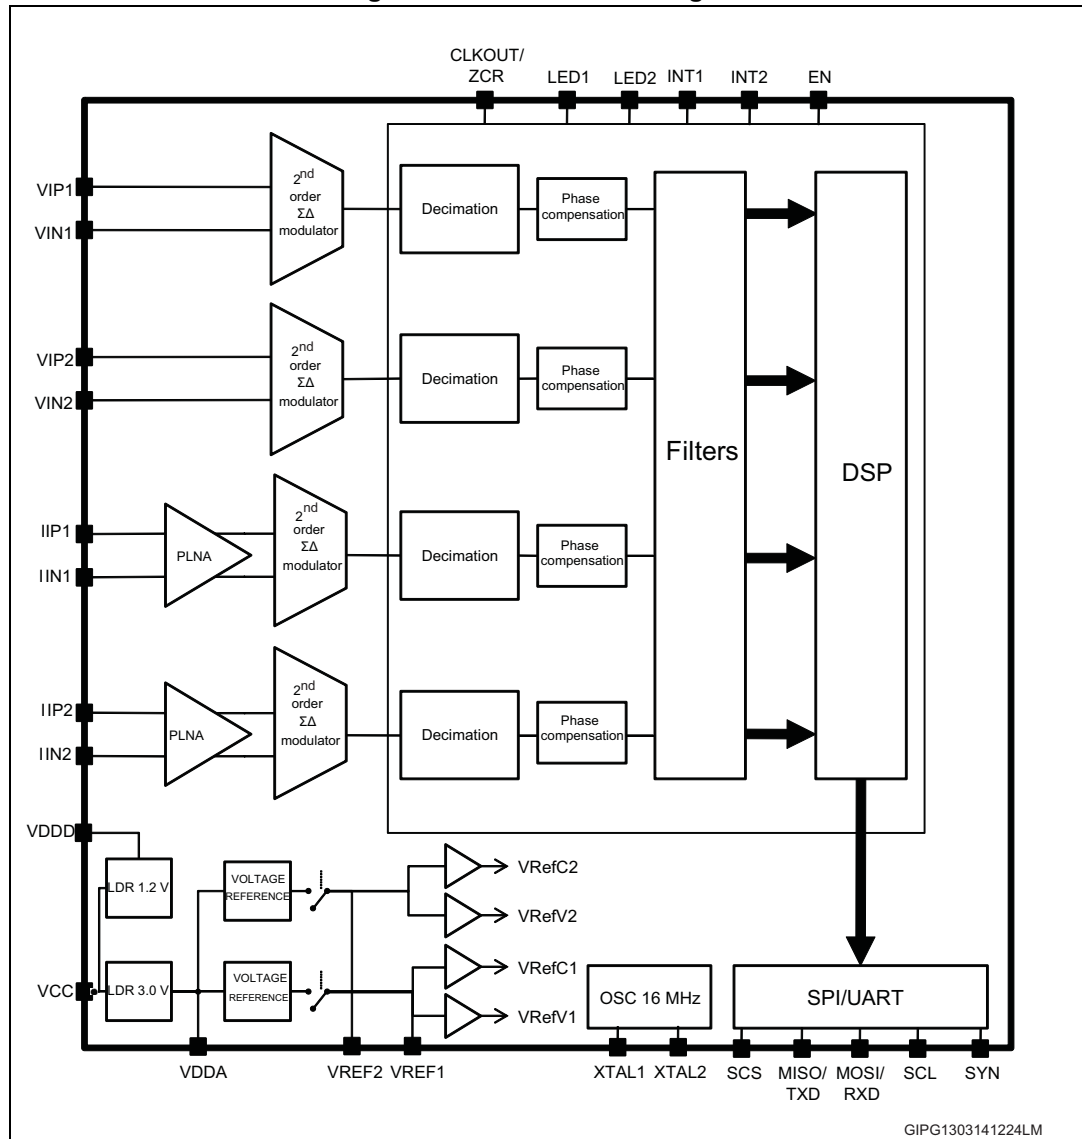 CLKOUT/
ZCR
LED1
LED2
INT1
INT2
EN
VIP1
VIN1
2nd
order
ΣΔ
modulator
Decimation
Phase
compensation
VIP2
VIN2
2nd
order
ΣΔ
modulator
Decimation
Phase
compensation
Filters
DSP
IIP1
IIN1
PLNA
2nd
order
ΣΔ
modulator
Decimation
Phase
compensation
IIP2
IIN2
PLNA
2nd
order
ΣΔ
modulator
Decimation
Phase
compensation
VDDD
LDR 1.2 V
VOLTAGE
REFERENCE
VRefC2
VRefV2
VCC
LDR 3.0 V
VOLTAGE
REFERENCE
VRefC1
VRefV1
OSC 16 MHz
SPI/UART
VDDA
VREF2
VREF1
XTAL1
XTAL2
SCS
MISO/
TXD
MOSI/
RXD
SCL
SYN
GIPG1303141224LM